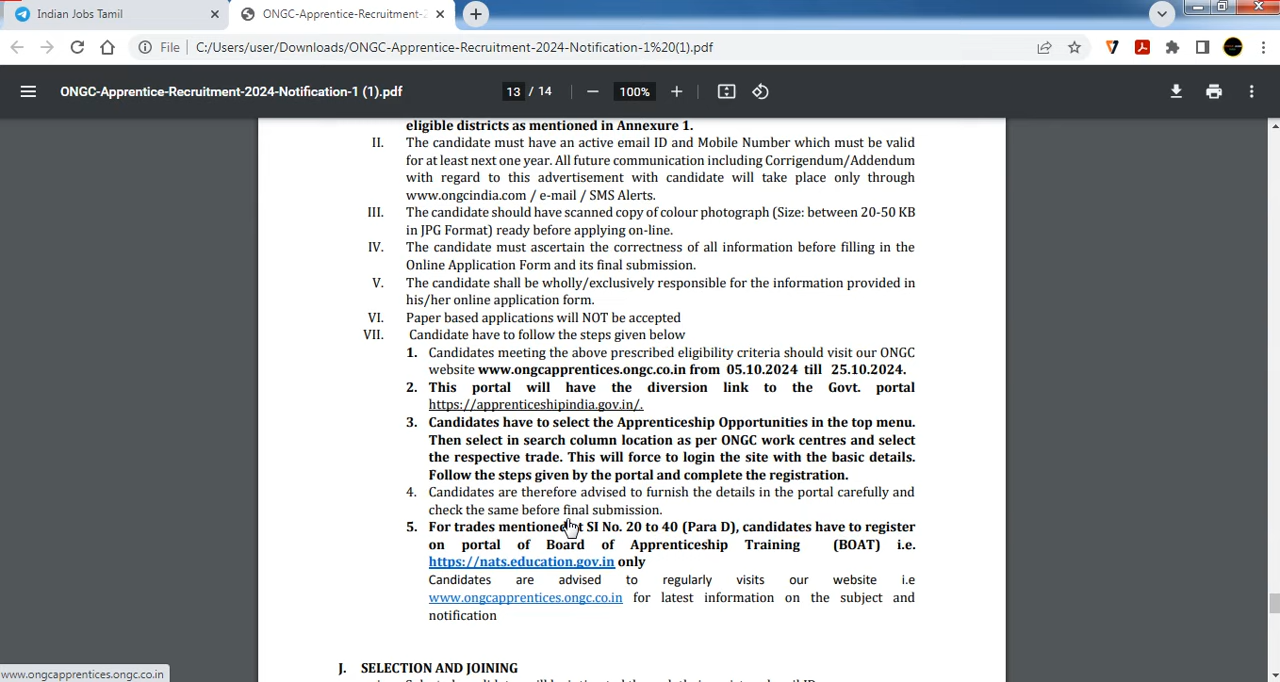 Indian Jobs Tamil
ONGC-Apprentice-Recruitment-
File
C:/Users/user/Downloads/ONGC-Apprentice-Recruitment-2024-Notification-1%20(1).pdf
ONGC-Apprentice-Recruitment-2024-Notification-1 (1).pdf
13 / 14
100%
eligible districts as mentioned in Annexure 1.
II. The candidate must have an active email ID and Mobile Number which must be valid
for at least next one year. All future communication including Corrigendum/Addendum
with regard to this advertisement with candidate will take place only through
www.ongcindia.com / e-mail / SMS Alerts.
III. The candidate should have scanned copy of colour photograph (Size: between 20-50 KB
in JPG Format) ready before applying on-line.
IV. The candidate must ascertain the correctness of all information before filling in the
Online Application Form and its final submission.
V. The candidate shall be wholly/exclusively responsible for the information provided in
his/her online application form.
VI. Paper based applications will NOT be accepted
VII. Candidate have to follow the steps given below
1. Candidates meeting the above prescribed eligibility criteria should visit our ONGC
website www.ongcapprentices.ongc.co.in from 05.10.2024 till 25.10.2024.
2. This portal will have the diversion link to the Govt. portal
https://apprenticeshipindia.gov.in/.
3. Candidates have to select the Apprenticeship Opportunities in the top menu.
Then select in search column location as per ONGC work centres and select
the respective trade. This will force to login the site with the basic details.
Follow the steps given by the portal and complete the registration.
4. Candidates are therefore advised to furnish the details in the portal carefully and
check the same before final submission.
5. For trades mentioned at SI No. 20 to 40 (Para D), candidates have to register
on portal of Board of Apprenticeship Training (BOAT) i.e.
https://nats.education.gov.in only
Candidates are advised to regularly visits our website i.e
www.ongcapprentices.ongc.co.in for latest information on the subject and
notification
J. SELECTION AND JOINING
www.ongcapprentices.ongc.co.in